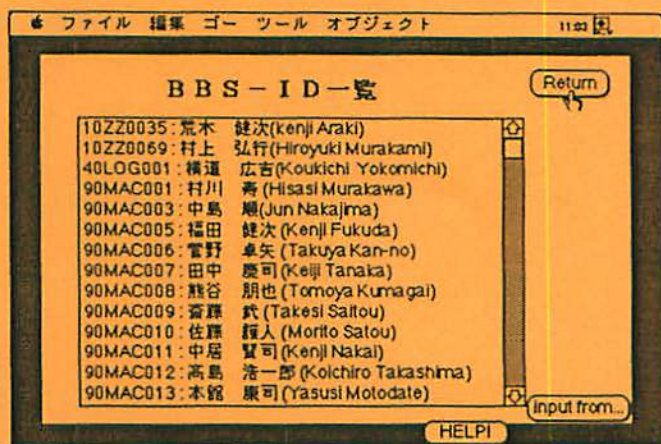 ファイル 編集 ゴー ツール オブジェクト 11:03
BBS-ID一覧
Return
10ZZ0035:荒木 健次(kenji Araki)
10ZZ0069:村上 弘行(Hiroyuki Murakami)
40LOG001:横道 広吉(Koukichi Yokomichi)
90MAC001:村川 寿(Hisasi Murakawa)
90MAC003:中島 順(Jun Nakajima)
90MAC005:福田 健次(Kenji Fukuda)
90MAC006:菅野 卓矢(Takuya Kan-no)
90MAC007:田中 慶司(Keiji Tanaka)
90MAC008:熊谷 朋也(Tomoya Kumagai)
90MAC009:斎藤 武(Takesi Saitou)
90MAC010:佐藤 (Morito Satou)
90MAC011:中居 賢司(Kenji Nakai)
90MAC012:高島 浩一郎(Koichiro Takashima)
90MAC013:本舘 康司(Yasusi Motodate)
input from...
HELP!